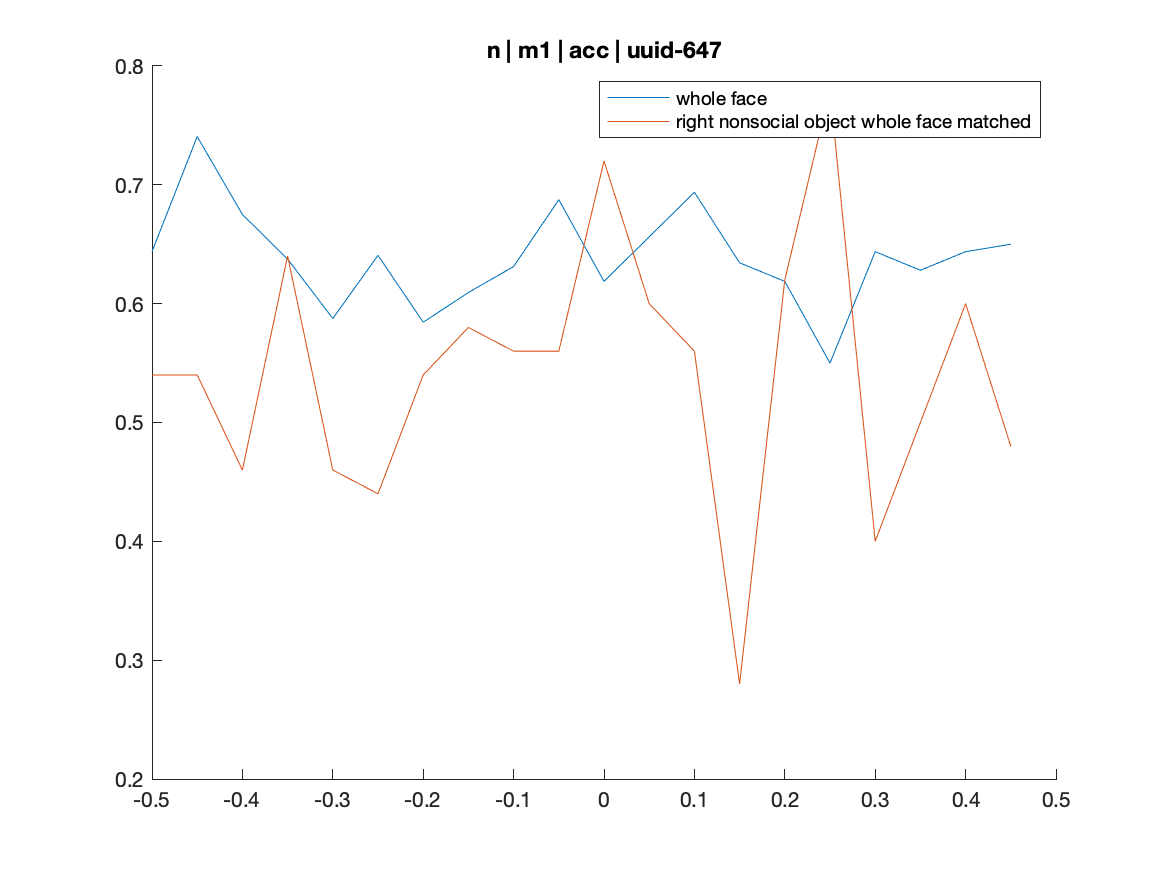 n | m1 | acc | uuid-647
whole face
right nonsocial object whole face matched
0.8
0.7
0.6
0.5
0.4
0.3
0.2
-0.5 -0.4 -0.3 -0.2 -0.1 0 0.1 0.2 0.3 0.4 0.5